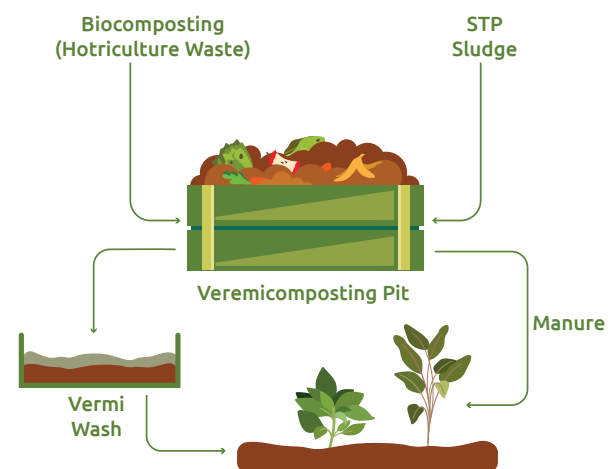 Biocomposting
(Hotriculture Waste)
STP
Sludge
Veremicomposting Pit
Manure
Vermi
Wash